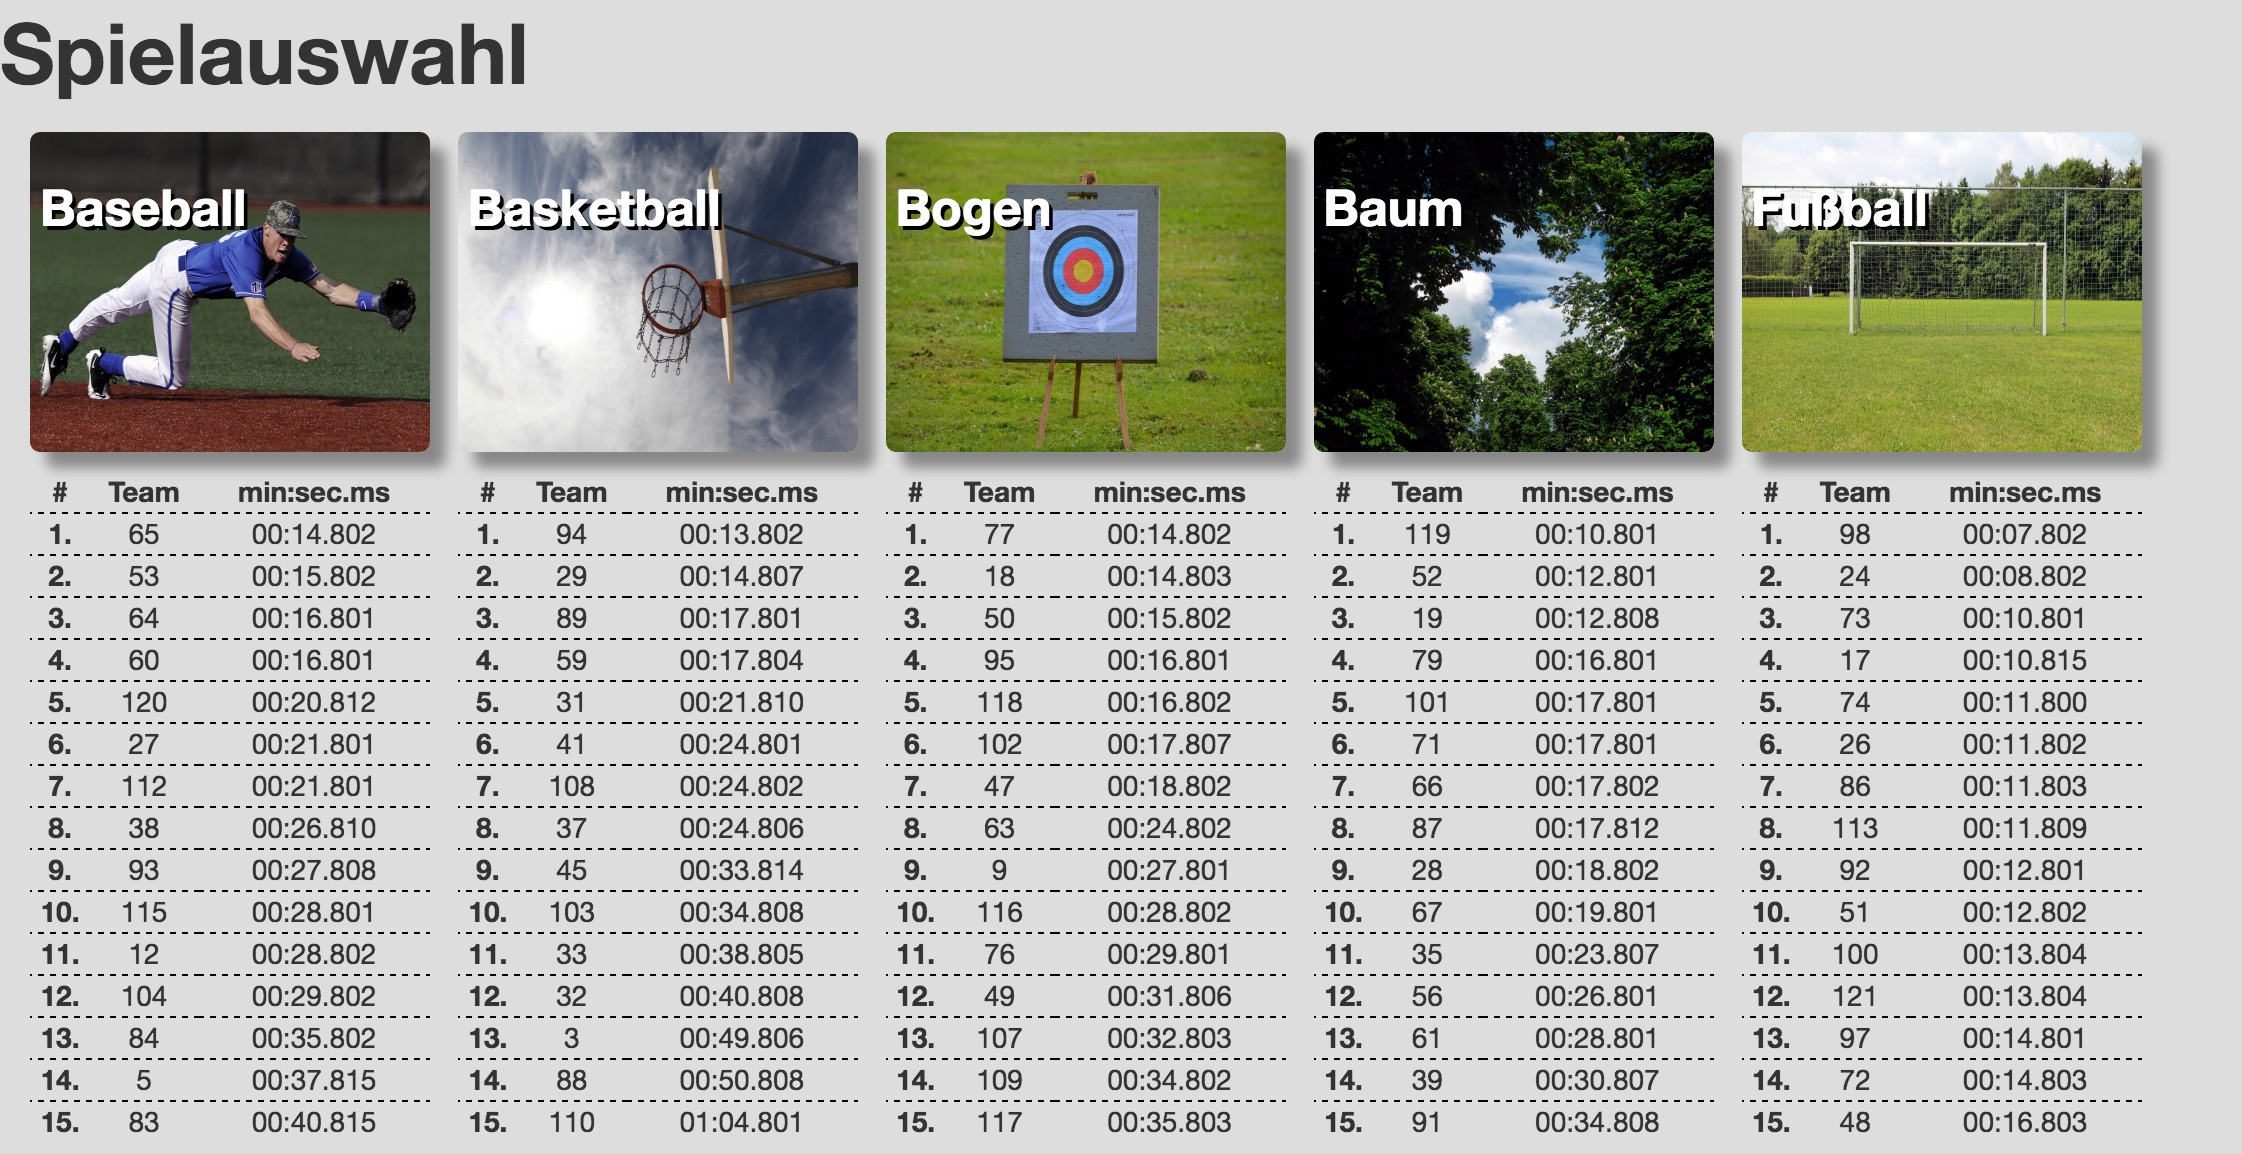 Spielauswahl
Baseball Basketball Bogen Baum Fußball
# Team min:sec.ms # Team min:sec.ms # Team min:sec.ms # Team min:sec.ms # Team min:sec.ms
1. 65 00:14.802 1. 94 00:13.802 1. 77 00:14.802 1. 119 00:10.801 1. 98 00:07.802
2. 53 00:15.802 2. 29 00:14.807 2. 18 00:14.803 2. 52 00:12.801 2. 24 00:08.802
3. 64 00:16.801 3. 89 00:17.801 3. 50 00:15.802 3. 19 00:12.808 3. 73 00:10.801
4. 60 00:16.801 4. 59 00:17.804 4. 95 00:16.801 4. 79 00:16.801 4. 17 00:10.815
5. 120 00:20.812 5. 31 00:21.810 5. 118 00:16.802 5. 101 00:17.801 5. 74 00:11.800
6. 27 00:21.801 6. 41 00:24.801 6. 102 00:17.807 6. 71 00:17.801 6. 26 00:11.802
7. 112 00:21.801 7. 108 00:24.802 7. 47 00:18.802 7. 66 00:17.802 7. 86 00:11.803
8. 38 00:26.810 8. 37 00:24.806 8. 63 00:24.802 8. 87 00:17.812 8. 113 00:11.809
9. 93 00:27.808 9. 45 00:33.814 9. 9 00:27.801 9. 28 00:18.802 9. 92 00:12.801
10. 115 00:28.801 10. 103 00:34.808 10. 116 00:28.802 10. 67 00:19.801 10. 51 00:12.802
11. 12 00:28.802 11. 33 00:38.805 11. 76 00:29.801 11. 35 00:23.807 11. 100 00:13.804
12. 104 00:29.802 12. 32 00:40.808 12. 49 00:31.806 12. 56 00:26.801 12. 121 00:13.804
13. 84 00:35.802 13. 3 00:49.806 13. 107 00:32.803 13. 61 00:28.801 13. 97 00:14.801
14. 5 00:37.815 14. 88 00:50.808 14. 109 00:34.802 14. 39 00:30.807 14. 72 00:14.803
15. 83 00:40.815 15. 110 01:04.801 15. 117 00:35.803 15. 91 00:34.808 15. 48 00:16.803